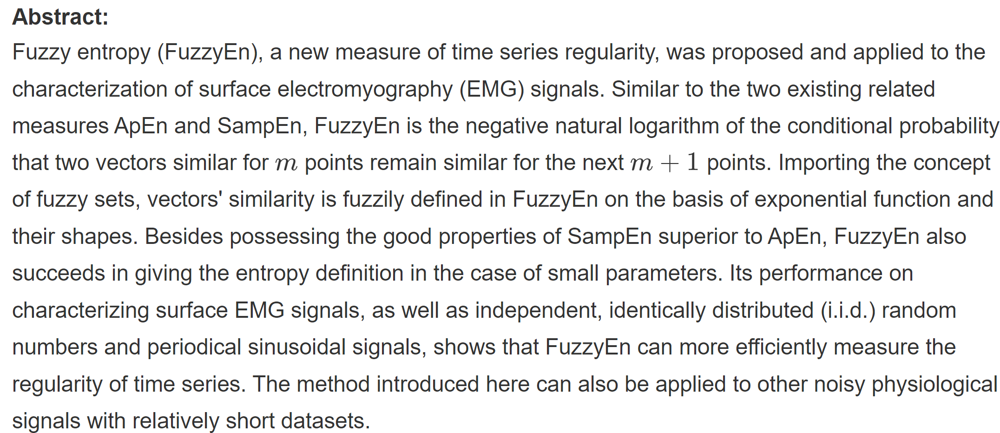 Abstract:
Fuzzy entropy (FuzzyEn), a new measure of time series regularity, was proposed and applied to the
characterization of surface electromyography (EMG) signals. Similar to the two existing related
measures ApEn and SampEn, FuzzyEn is the negative natural logarithm of the conditional probability
that two vectors similar for m points remain similar for the next m + 1 points. Importing the concept
of fuzzy sets, vectors' similarity is fuzzily defined in FuzzyEn on the basis of exponential function and
their shapes. Besides possessing the good properties of SampEn superior to ApEn, FuzzyEn also
succeeds in giving the entropy definition in the case of small parameters. Its performance on
characterizing surface EMG signals, as well as independent, identically distributed (i.i.d.) random
numbers and periodical sinusoidal signals, shows that FuzzyEn can more efficiently measure the
regularity of time series. The method introduced here can also be applied to other noisy physiological
signals with relatively short datasets.